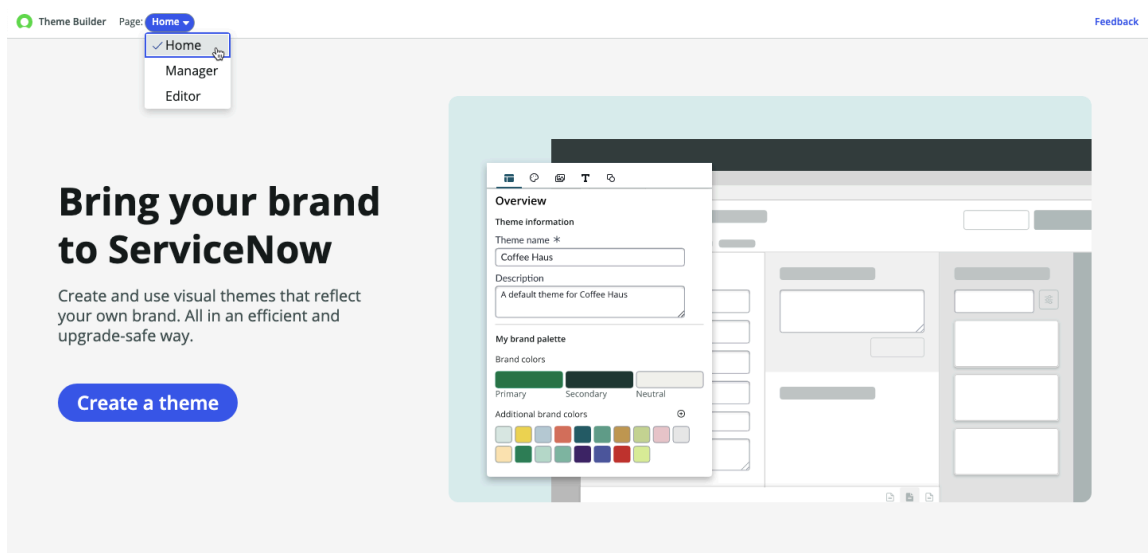 Theme Builder Page: Home Feedback
Home
Manager
Editor
Bring your brand
to ServiceNow
Create and use visual themes that reflect
your own brand. All in an efficient and
upgrade-safe way.
Create a theme
Overview
Theme information
Theme name *
Coffee Haus
Description
A default theme for Coffee Haus
My brand palette
Brand colors
Primary Secondary Neutral
Additional brand colors